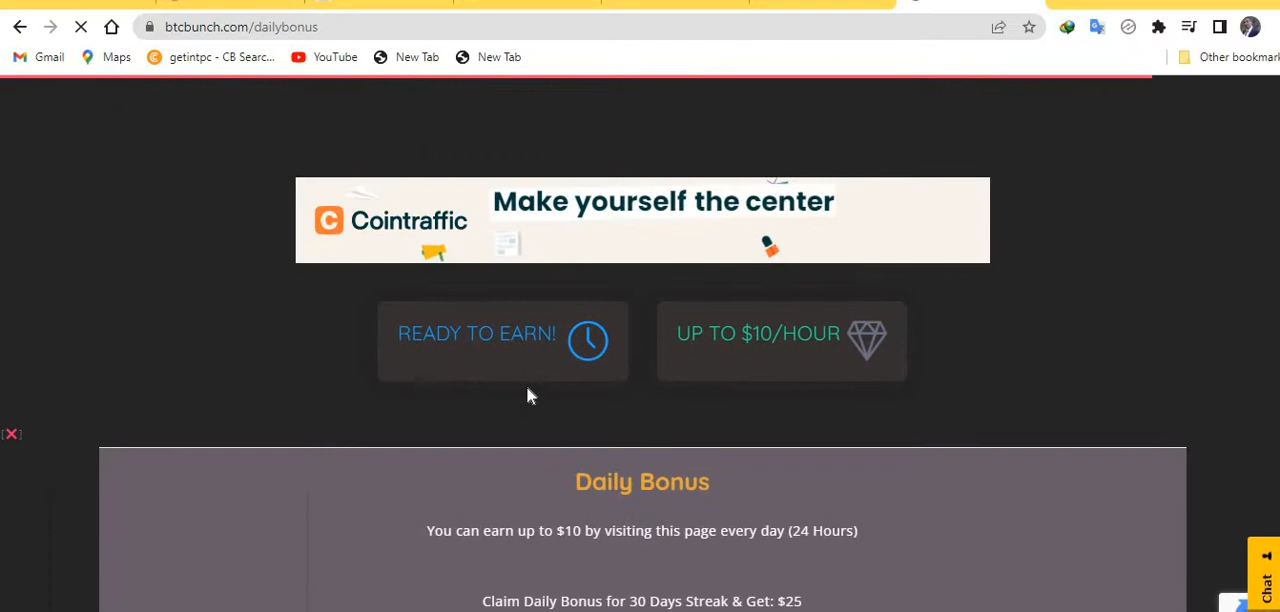 btcbunch.com/dailybonus
Gmail Maps getintpc - CB Searc... YouTube New Tab New Tab Other bookmark
C Cointraffic
Make yourself the center
READY TO EARN!
UP TO $10/HOUR
[×]
Daily Bonus
You can earn up to $10 by visiting this page every day (24 Hours)
Claim Daily Bonus for 30 Days Streak & Get: $25
Chat